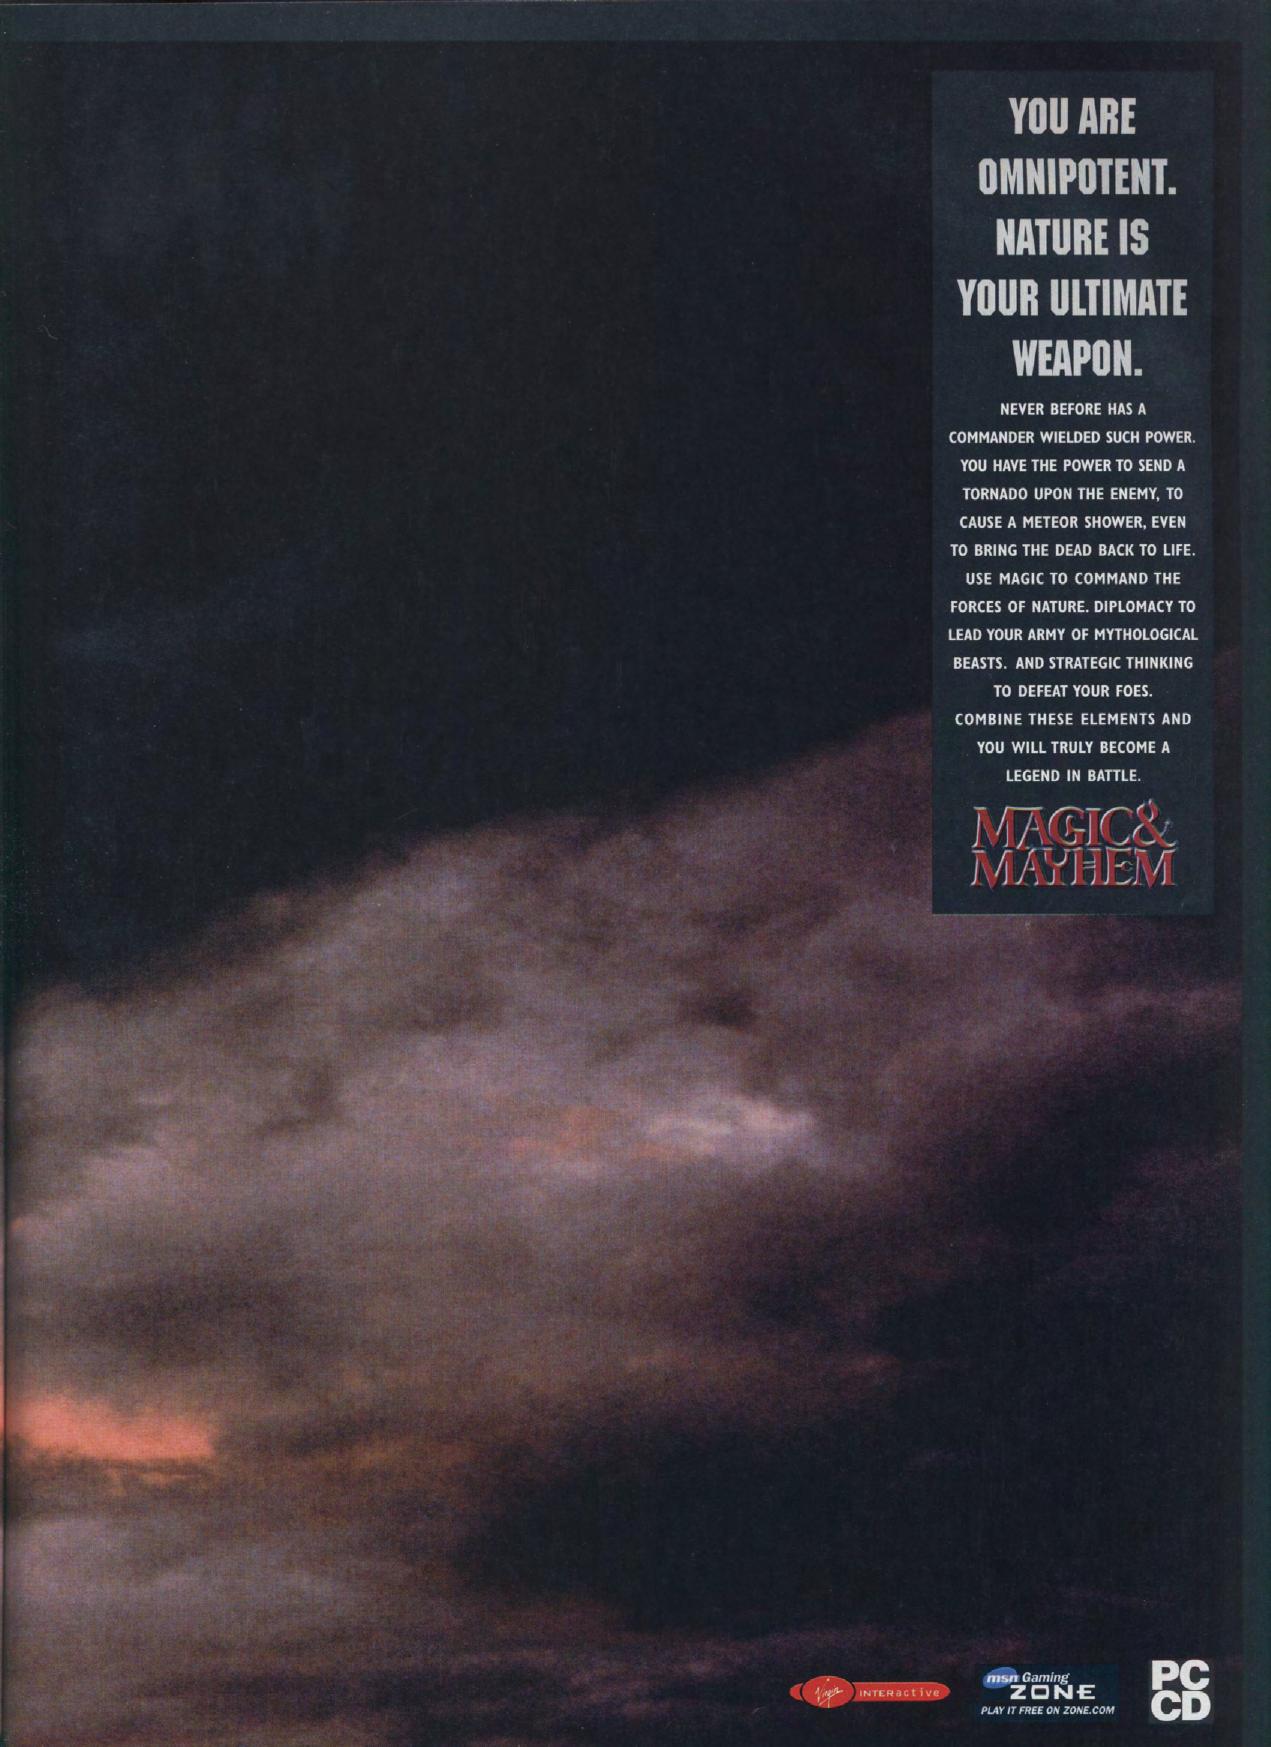 YOU ARE
OMNIPOTENT.
NATURE IS
YOUR ULTIMATE
WEAPON.
NEVER BEFORE HAS A
COMMANDER WIELDED SUCH POWER.
YOU HAVE THE POWER TO SEND A
TORNADO UPON THE ENEMY, TO
CAUSE A METEOR SHOWER, EVEN
TO BRING THE DEAD BACK TO LIFE.
USE MAGIC TO COMMAND THE
FORCES OF NATURE. DIPLOMACY TO
LEAD YOUR ARMY OF MYTHOLOGICAL
BEASTS. AND STRATEGIC THINKING
TO DEFEAT YOUR FOES.
COMBINE THESE ELEMENTS AND
YOU WILL TRULY BECOME A
LEGEND IN BATTLE.
MAGIC&
MAYHEM
Virgin INTERactive
msn Gaming
ZONE
PLAY IT FREE ON ZONE.COM
PC
CD